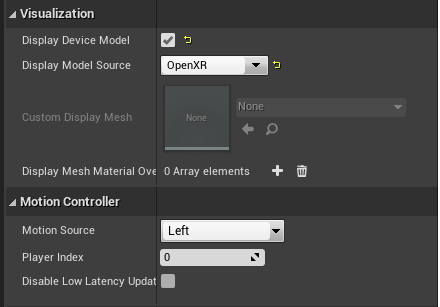 Visualization
Display Device Model
Display Model Source OpenXR
Custom Display Mesh None None
Display Mesh Material Ove 0 Array elements
Motion Controller
Motion Source Left
Player Index 0
Disable Low Latency Updat